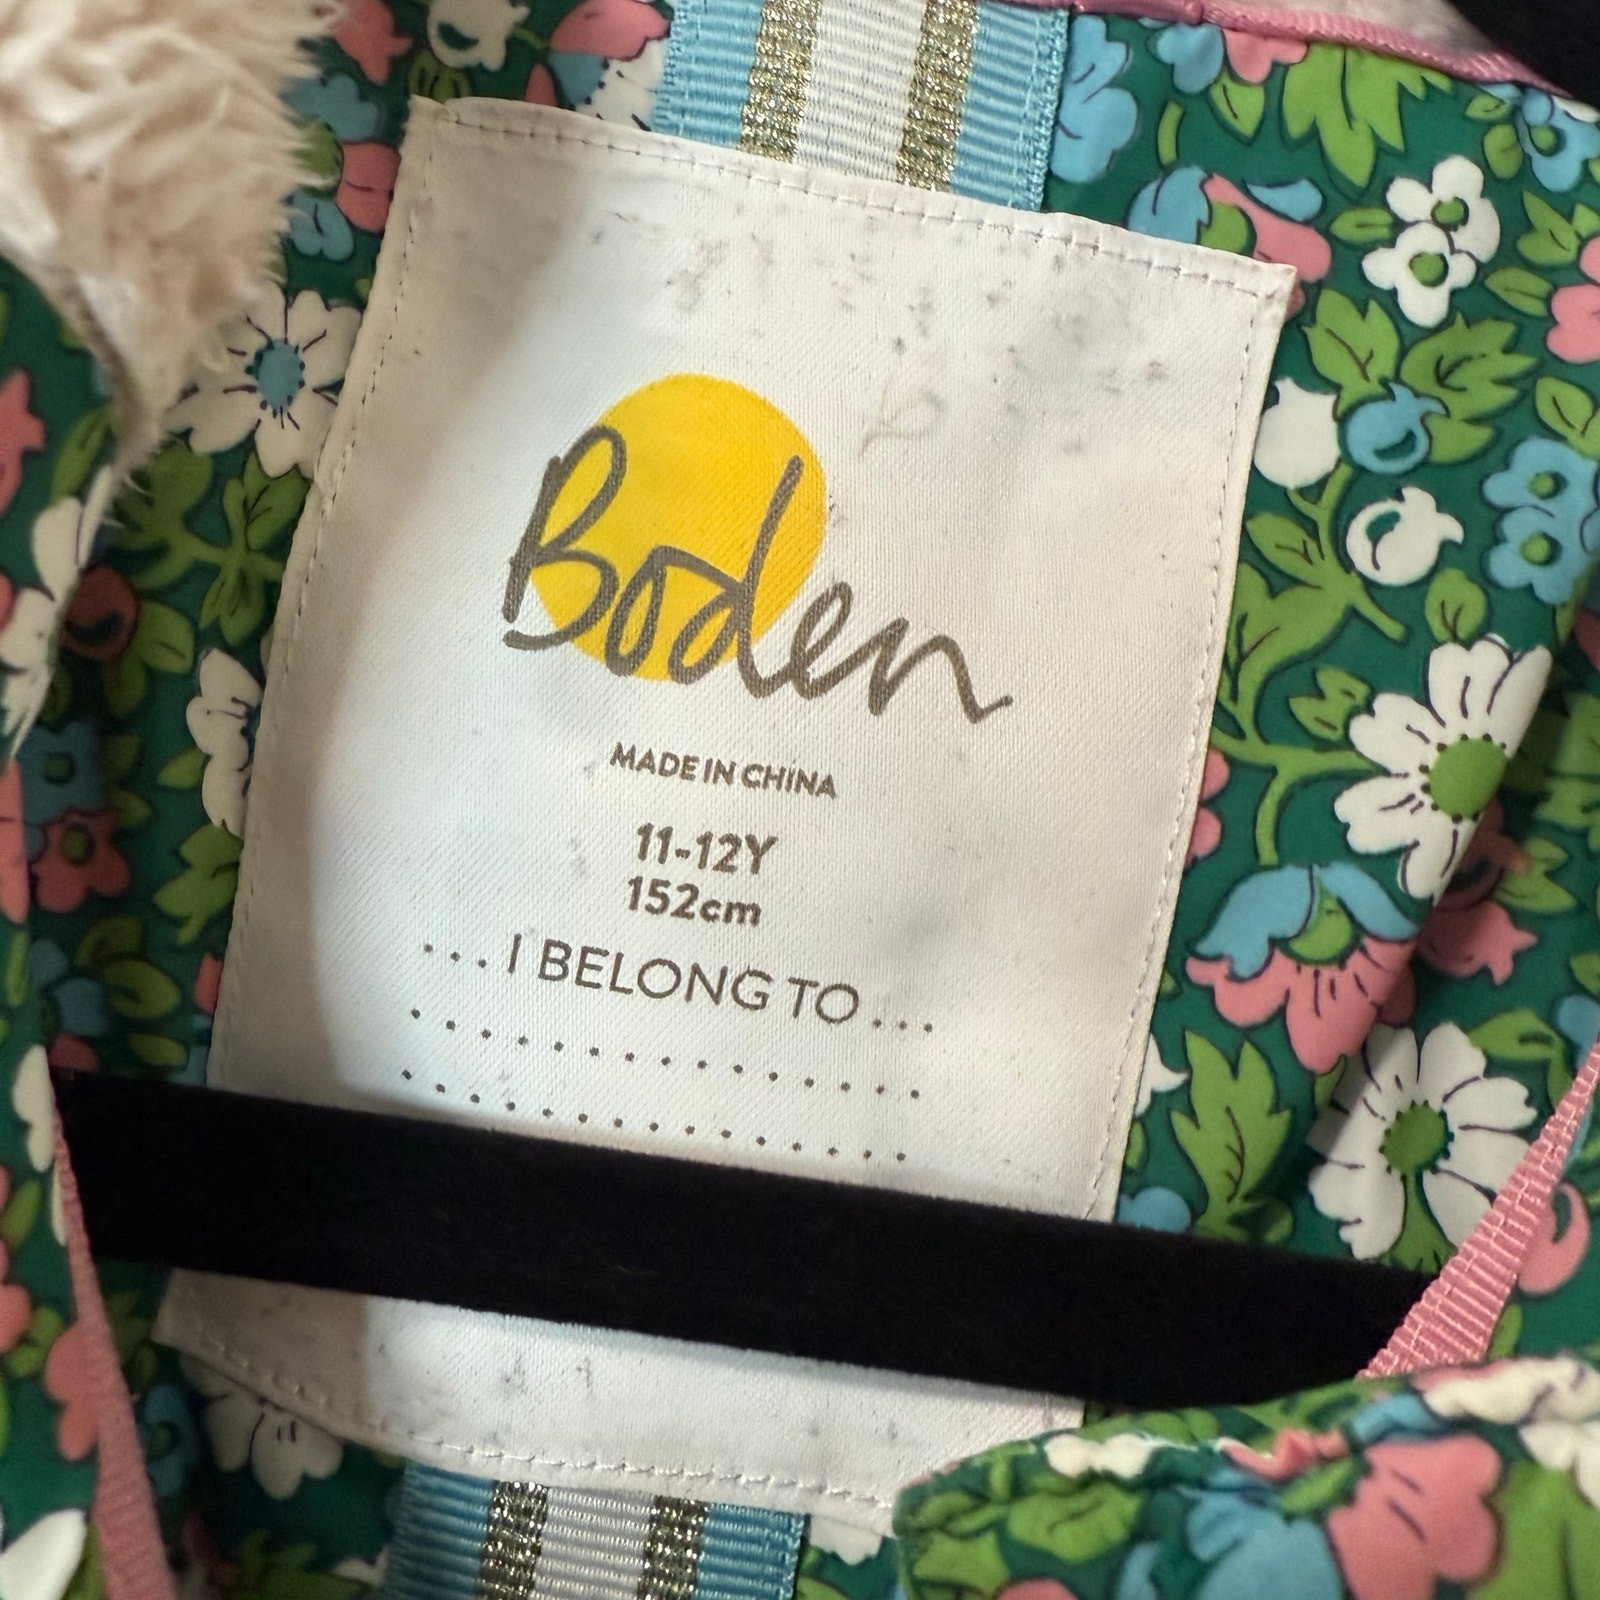 Boden
MADE IN CHINA
11-12Y
152cm
...I BELONG TO...